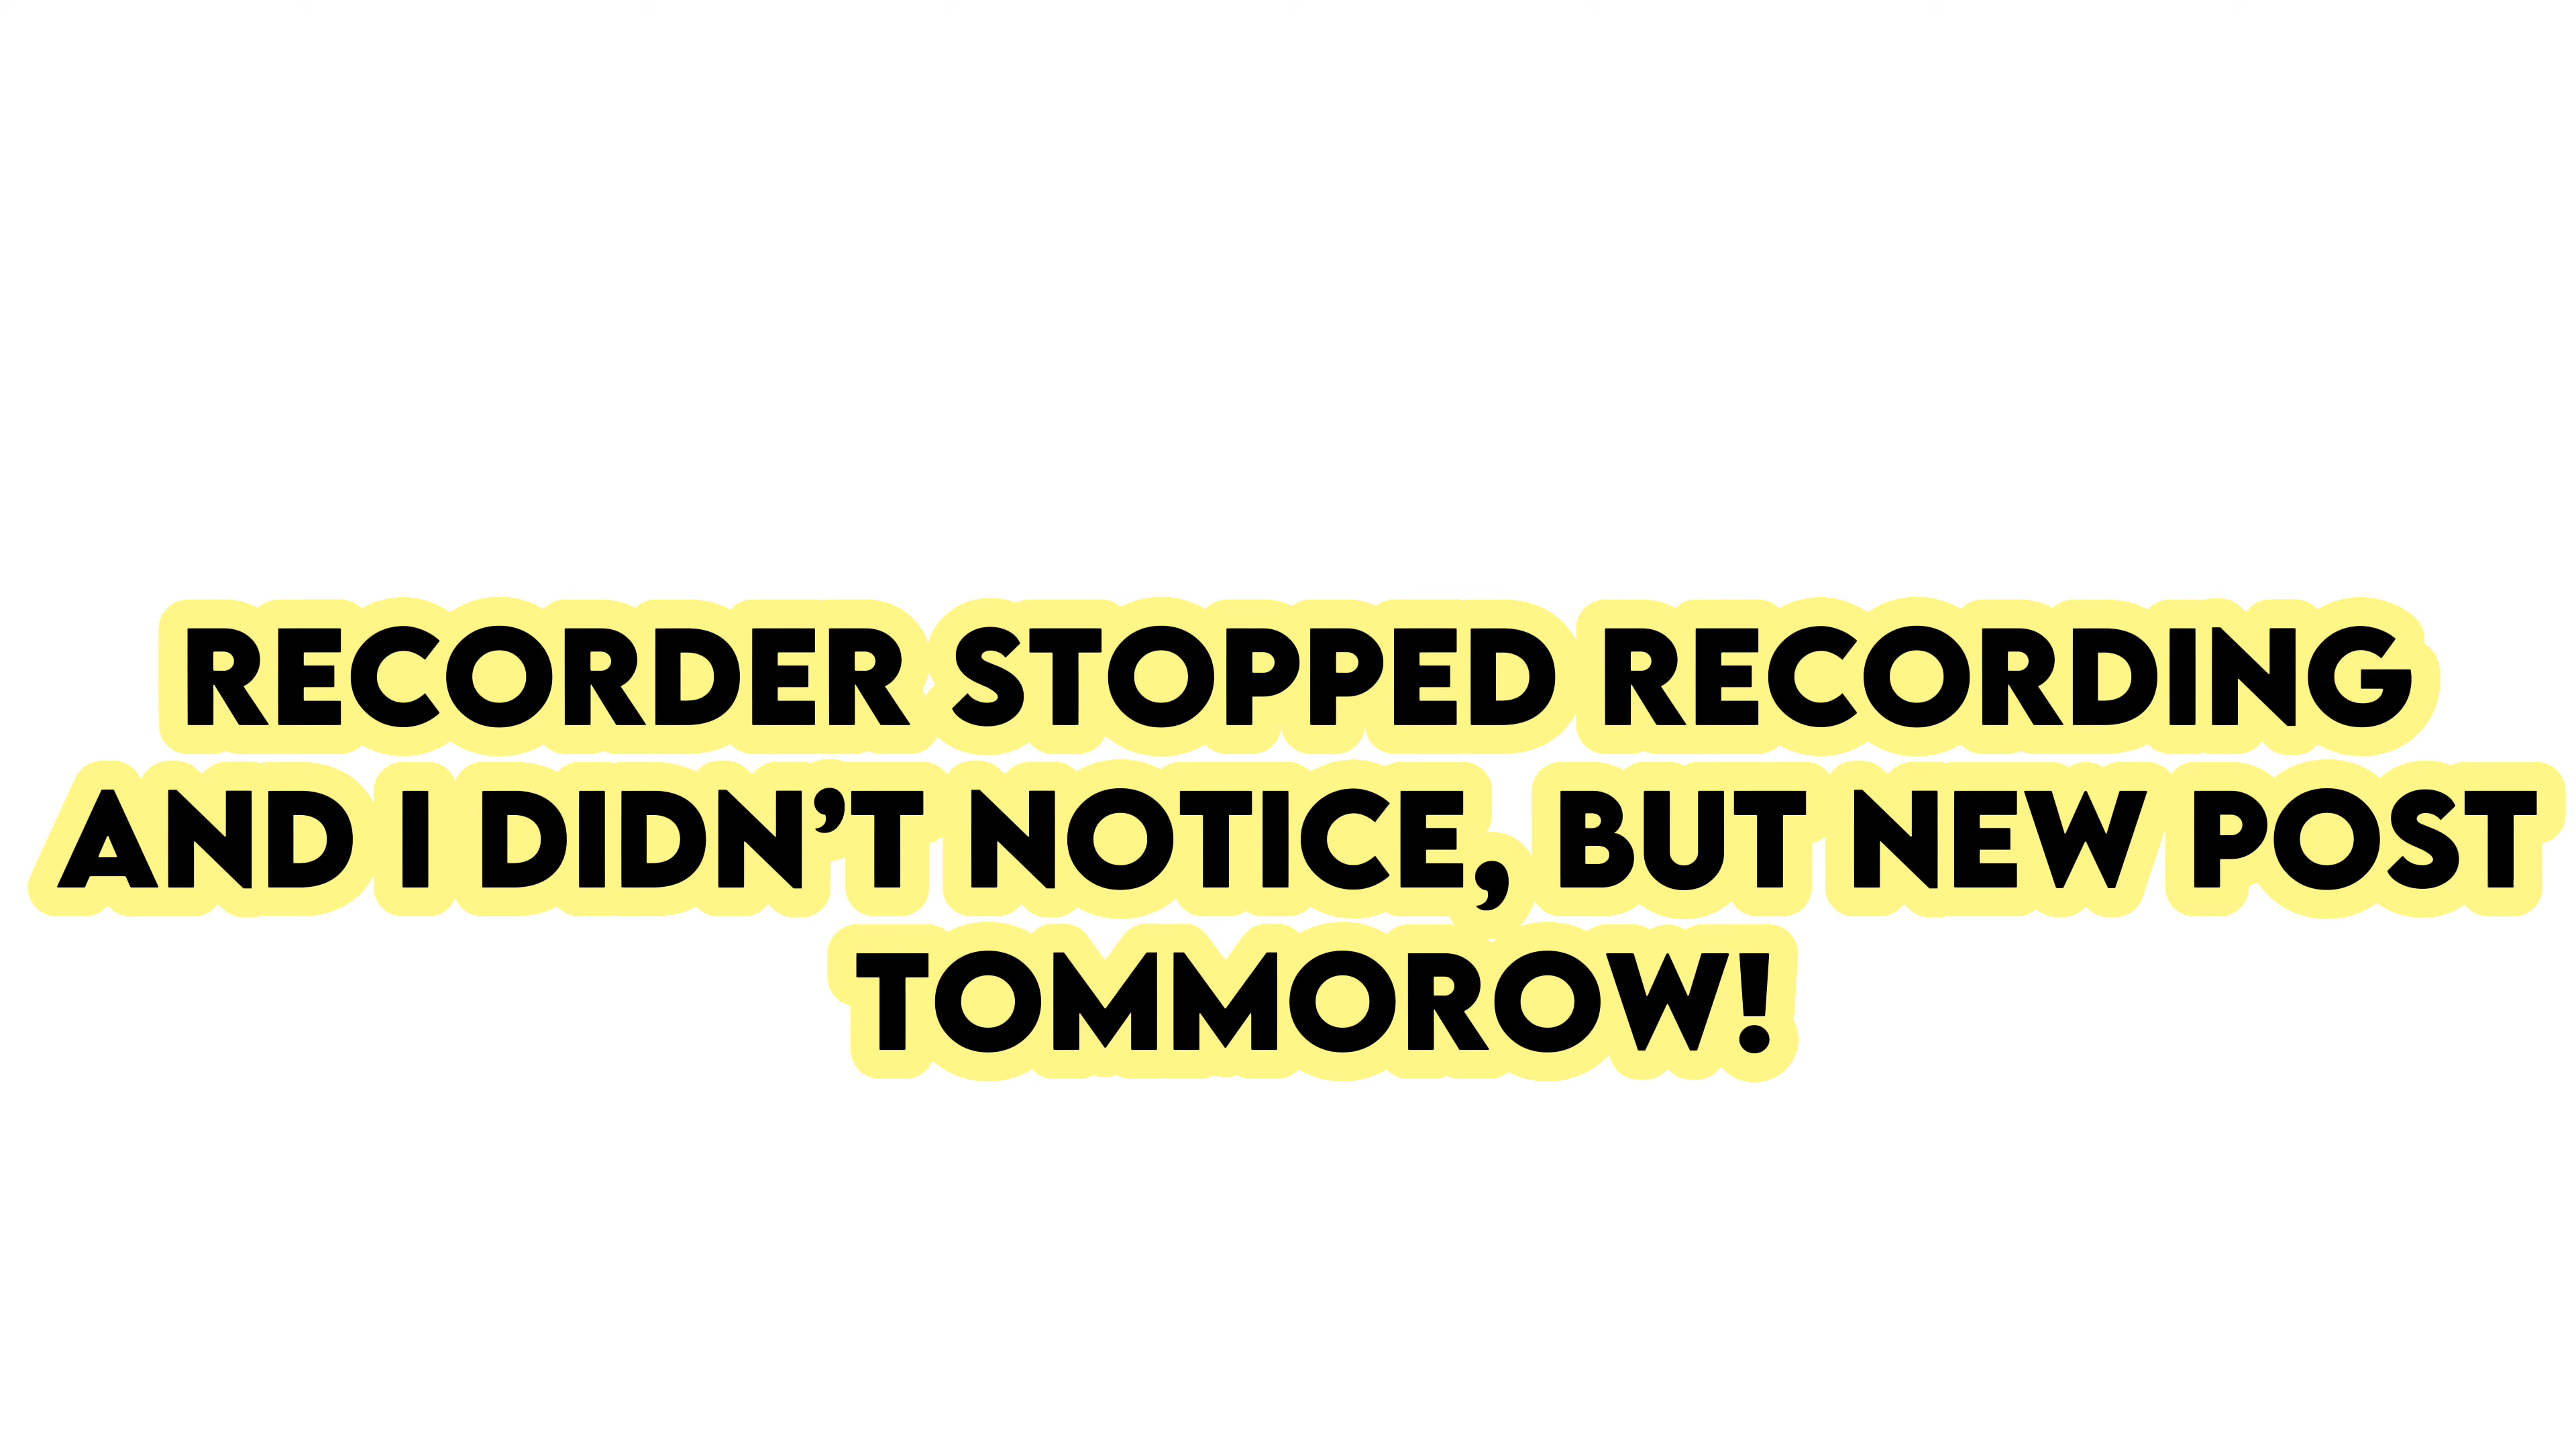 RECORDER STOPPED RECORDING
AND I DIDN’T NOTICE, BUT NEW POST
TOMMOROW!